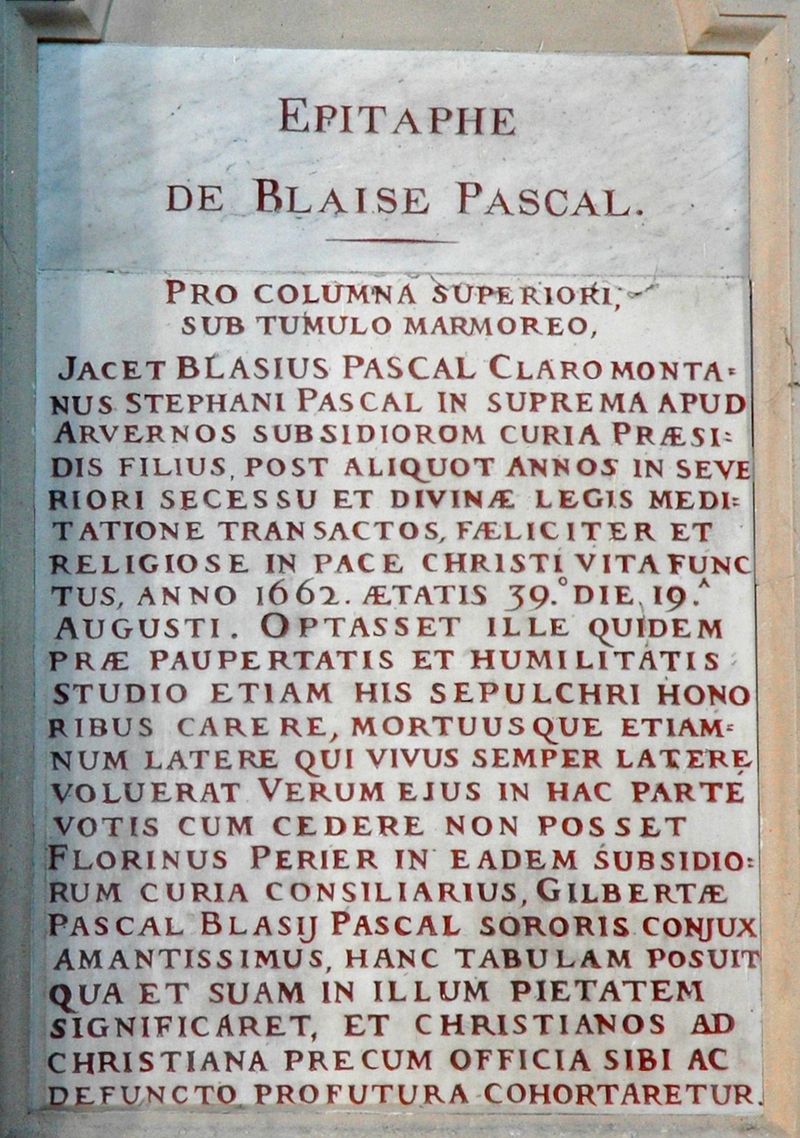 EPITAPHE
DE BLAISE PASCAL.
PRO COLUMNA SUPERIORI,
SUB TUMULO MARMOREO,
JACET BLASIUS PASCAL CLAROMONTA=
NUS STEPHANI PASCAL IN SUPREMA APUD
ARVERNOS SUBSIDIOROM CURIA PRÆSI=
DIS FILIUS, POST ALIQUOT ANNOS IN SEVE
RIORI SECESSU ET DIVINÆ LEGIS MEDI=
TATIONE TRANSACTOS, FÆLICITER ET
RELIGIOSE IN PACE CHRISTI VITA FUNC
TUS, ANNO 1662. ÆTATIS 39.° DIE 19.ᴬ
AUGUSTI. OPTASSET ILLE QUIDEM
PRÆ PAUPERTATIS ET HUMILITATIS
STUDIO ETIAM HIS SEPULCHRI HONO
RIBUS CARERE, MORTUUSQUE ETIAM=
NUM LATERE QUI VIVUS SEMPER LATERE
VOLUERAT VERUM EJUS IN HAC PARTE
VOTIS CUM CEDERE NON POSSET
FLORINUS PERIER IN EADEM SUBSIDIO=
RUM CURIA CONSILIARIUS, GILBERTÆ
PASCAL BLASIJ PASCAL SORORIS CONJUX
AMANTISSIMUS, HANC TABULAM POSUIT
QUA ET SUAM IN ILLUM PIETATEM
SIGNIFICARET, ET CHRISTIANOS AD
CHRISTIANA PRECUM OFFICIA SIBI AC
DEFUNCTO PROFUTURA COHORTARETUR.